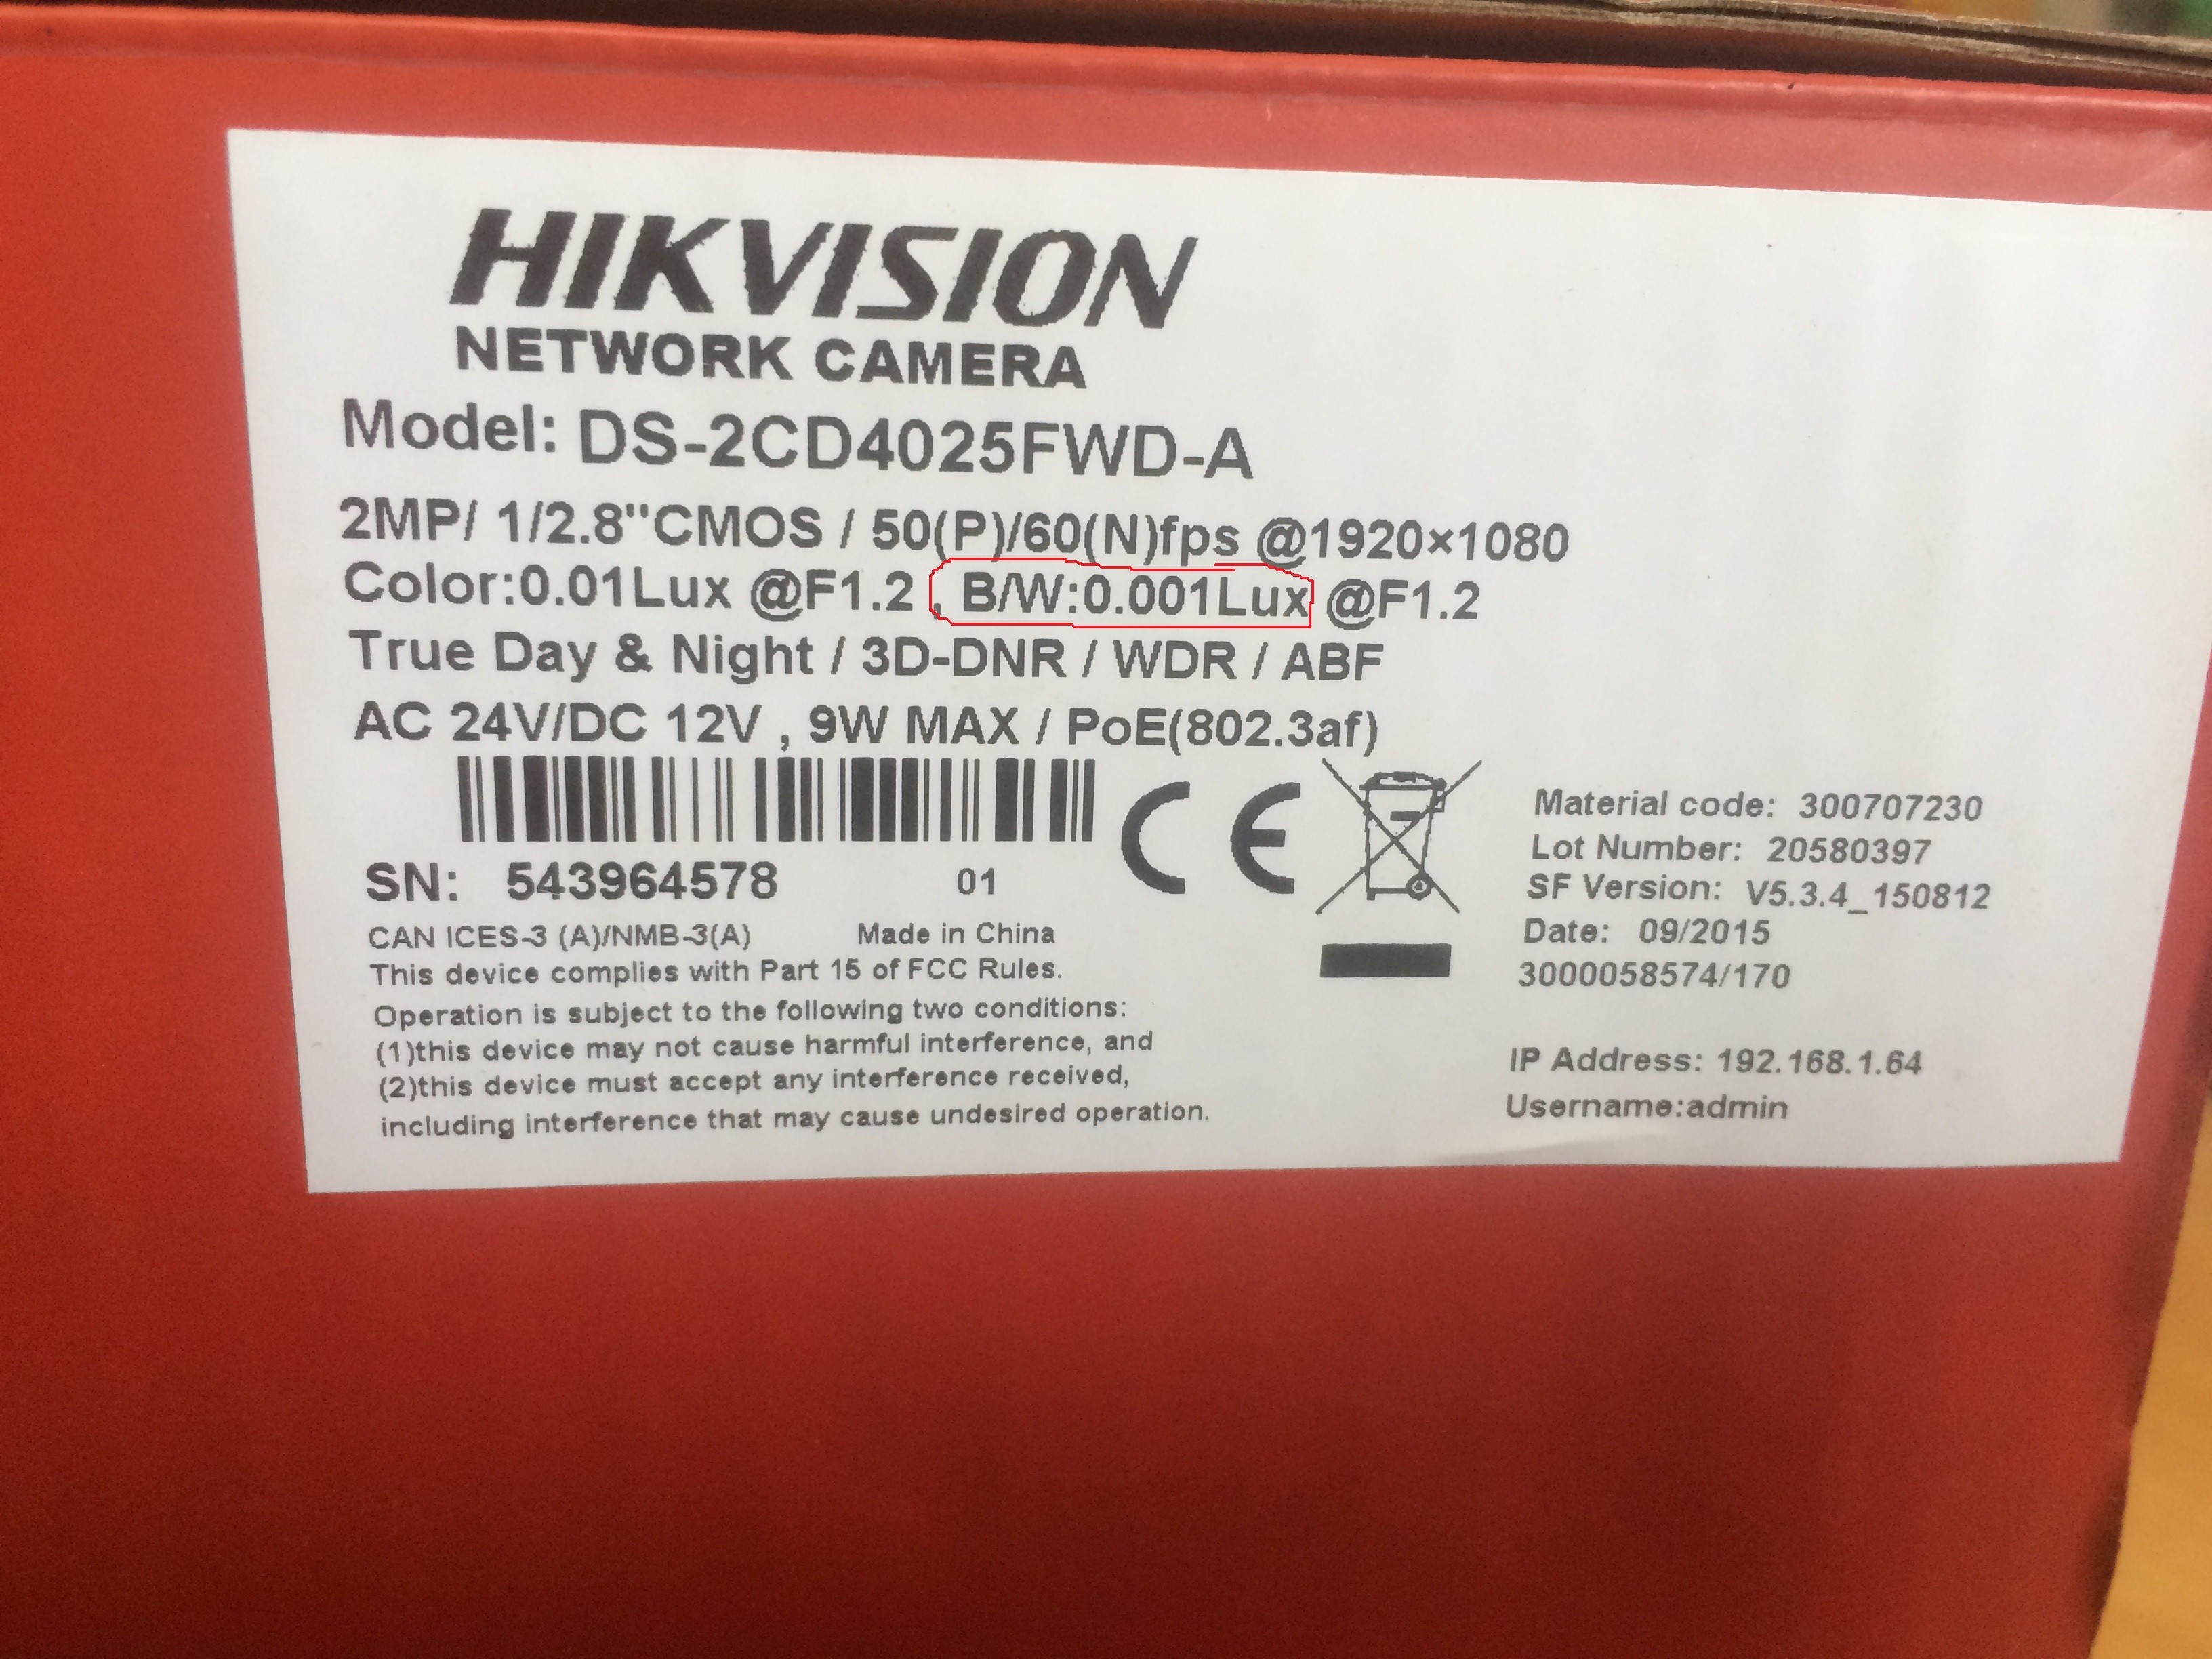 HIKVISION
NETWORK CAMERA
Model: DS-2CD4025FWD-A
2MP/ 1/2.8"CMOS / 50(P)/60(N)fps @1920×1080
Color:0.01Lux @F1.2 , B/W:0.001Lux @F1.2
True Day & Night / 3D-DNR / WDR / ABF
AC 24V/DC 12V , 9W MAX / PoE(802.3af)
CE
SN: 543964578 01
CAN ICES-3 (A)/NMB-3(A) Made in China
This device complies with Part 15 of FCC Rules.
Operation is subject to the following two conditions:
(1)this device may not cause harmful interference, and
(2)this device must accept any interference received,
including interference that may cause undesired operation.
Material code: 300707230
Lot Number: 20580397
SF Version: V5.3.4_150812
Date: 09/2015
3000058574/170
IP Address: 192.168.1.64
Username:admin